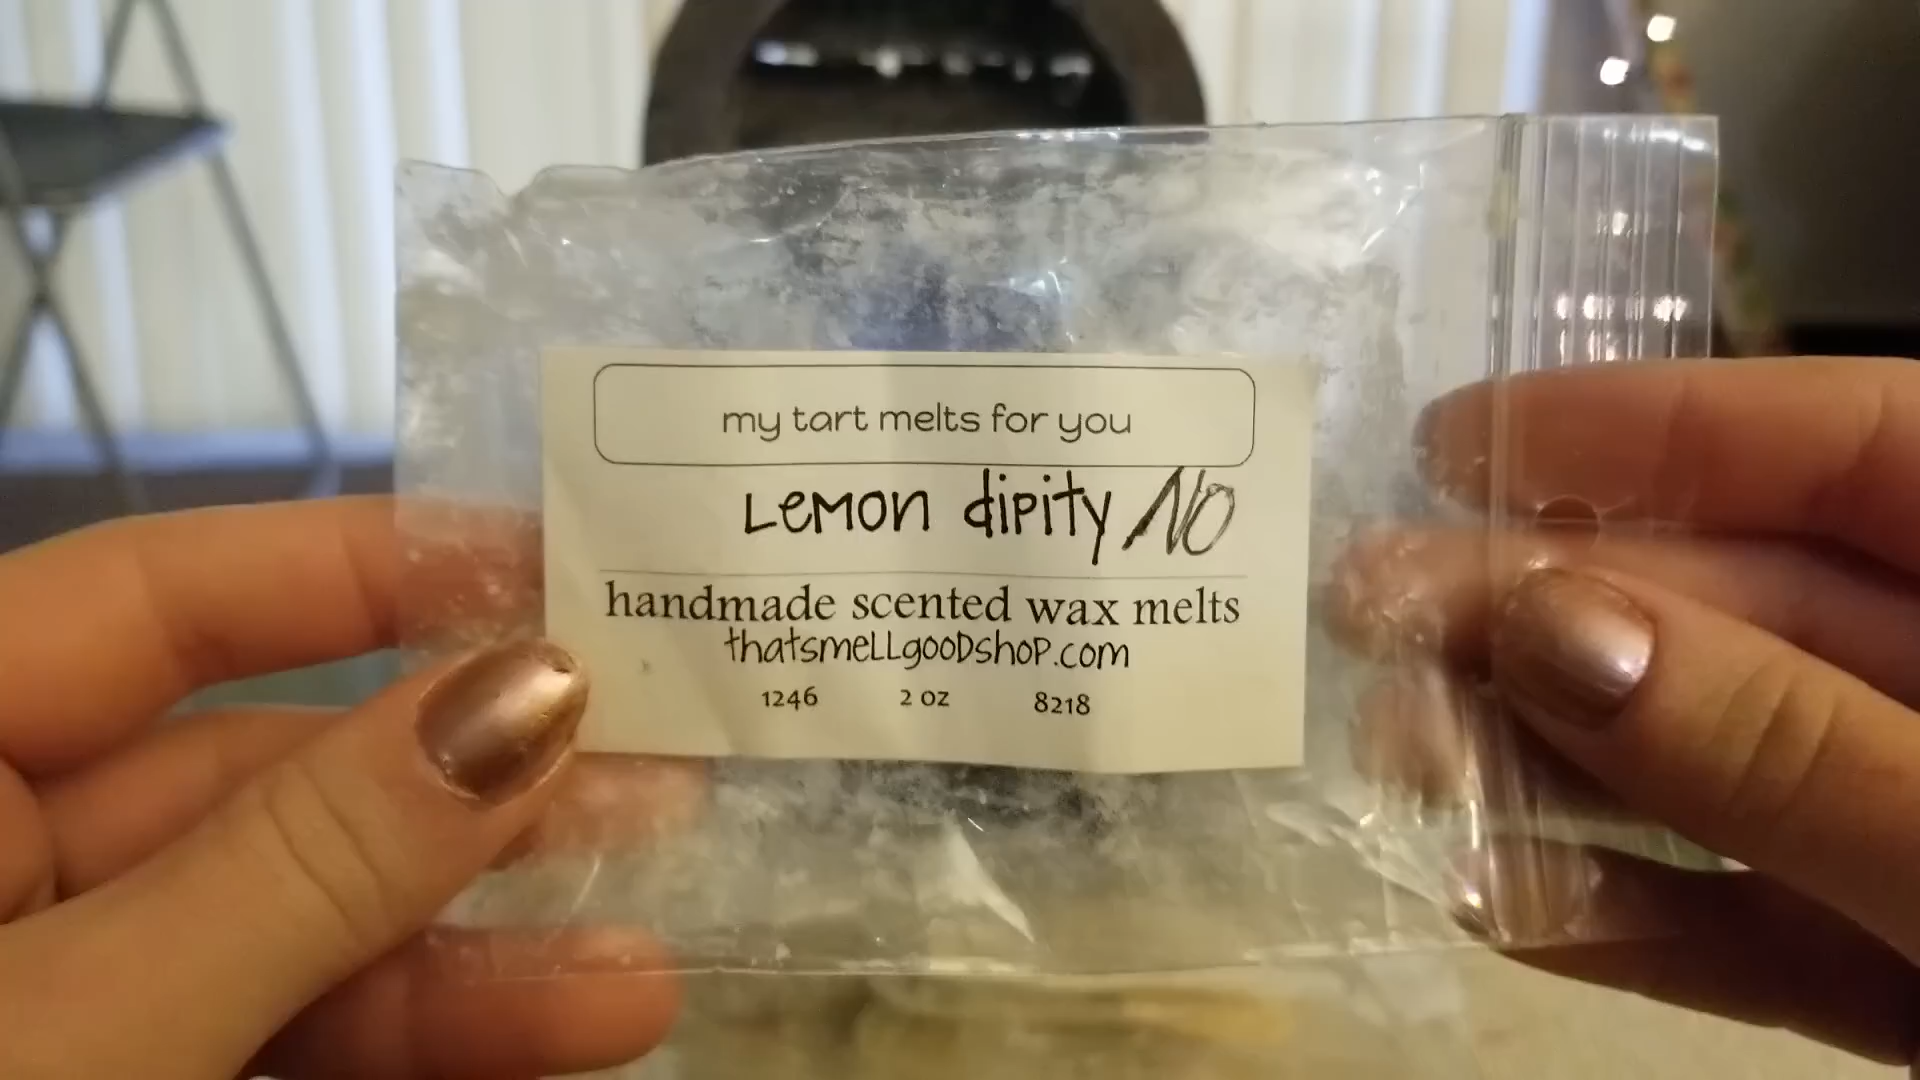 my tart melts for you
Lemon dipity NO
handmade scented wax melts
thatsmeLLgooDshoP.com
1246 2 oz 8218